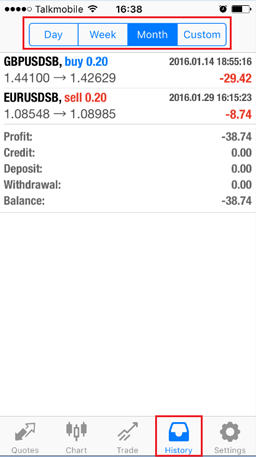 Talkmobile 16:38
Day Week Month Custom
GBPUSDSB, buy 0.20 2016.01.14 18:55:16
1.44100 → 1.42629 -29.42
EURUSDSB, sell 0.20 2016.01.29 16:15:23
1.08548 → 1.08985 -8.74
Profit: -38.74
Credit: 0.00
Deposit: 0.00
Withdrawal: 0.00
Balance: -38.74
Quotes Chart Trade History Settings